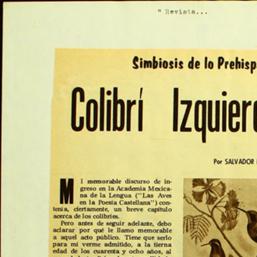 " Revista...
Simbiosis de lo Prehisp
Colibrí Izquier
Por SALVADOR
MI memorable discurso de in-
greso en la Academia Mexica-
na de la Lengua ("Las Aves
en la Poesía Castellana") con-
tenía, ciertamente, un breve capítulo
acerca de los colibríes.
Pero antes de seguir adelante, debo
aclarar por qué le llamo memorable
a aquel acto público. Tiene que serlo
para mí verme admitido, a la tierna
edad de los cuarenta y ocho años, al